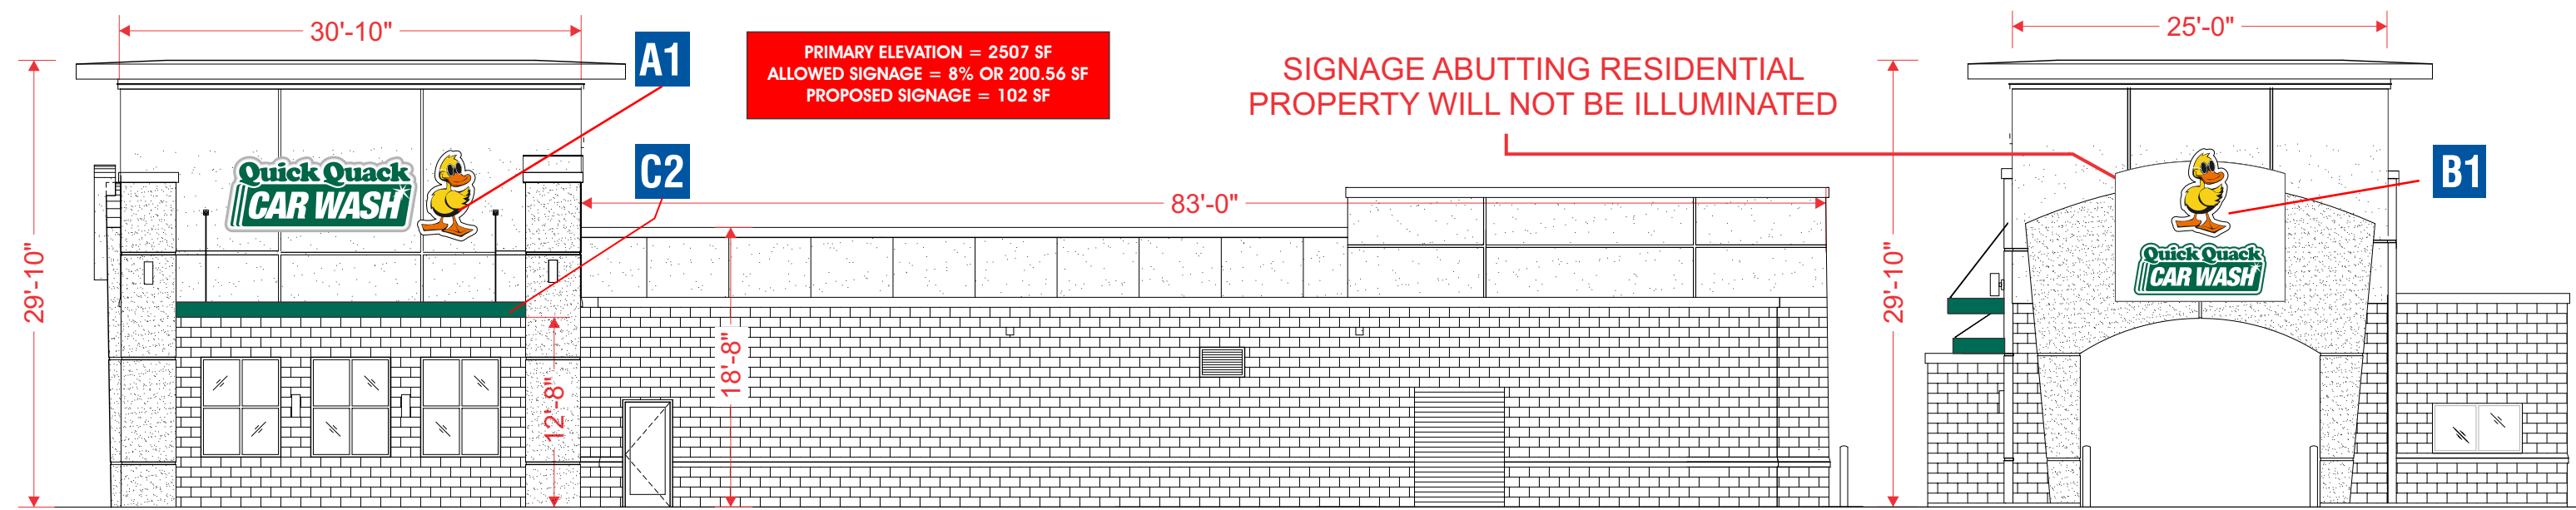 30'-10"
A1
PRIMARY ELEVATION = 2507 SF
ALLOWED SIGNAGE = 8% OR 200.56 SF
PROPOSED SIGNAGE = 102 SF
SIGNAGE ABUTTING RESIDENTIAL
PROPERTY WILL NOT BE ILLUMINATED
25'-0"
C2
B1
Quick Quack
CAR WASH
83'-0"
Quick Quack
CAR WASH
29'-10"
12'-8"
18'-8"
29'-10"